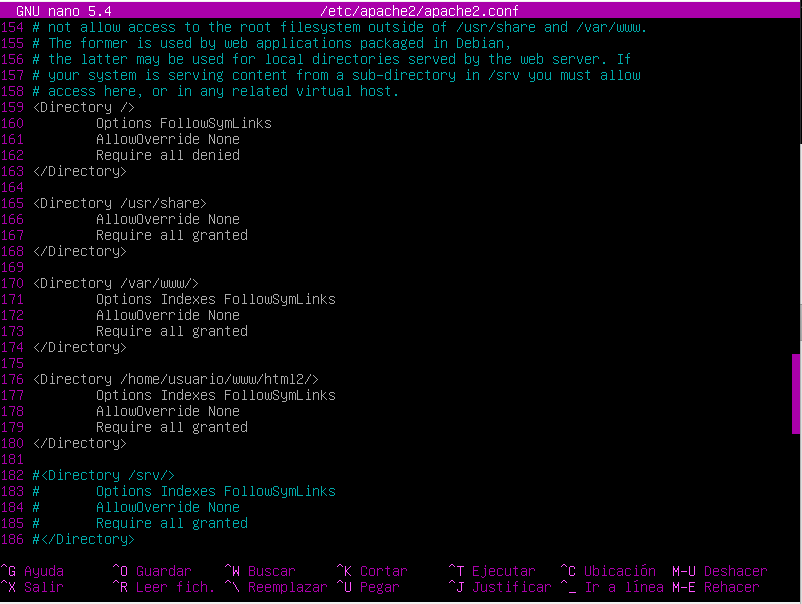 GNU nano 5.4 /etc/apache2/apache2.conf
154 # not allow access to the root filesystem outside of /usr/share and /var/www.
155 # The former is used by web applications packaged in Debian,
156 # the latter may be used for local directories served by the web server. If
157 # your system is serving content from a sub-directory in /srv you must allow
158 # access here, or in any related virtual host.
159 <Directory />
160         Options FollowSymLinks
161         AllowOverride None
162         Require all denied
163 </Directory>
164
165 <Directory /usr/share>
166         AllowOverride None
167         Require all granted
168 </Directory>
169
170 <Directory /var/www/>
171         Options Indexes FollowSymLinks
172         AllowOverride None
173         Require all granted
174 </Directory>
175
176 <Directory /home/usuario/www/html2/>
177         Options Indexes FollowSymLinks
178         AllowOverride None
179         Require all granted
180 </Directory>
181
182 #<Directory /srv/>
183 #       Options Indexes FollowSymLinks
184 #       AllowOverride None
185 #       Require all granted
186 #</Directory>
^G Ayuda ^O Guardar ^W Buscar ^K Cortar ^T Ejecutar ^C Ubicación M-U Deshacer
^X Salir ^R Leer fich. ^\ Reemplazar ^U Pegar ^J Justificar ^_ Ir a línea M-E Rehacer